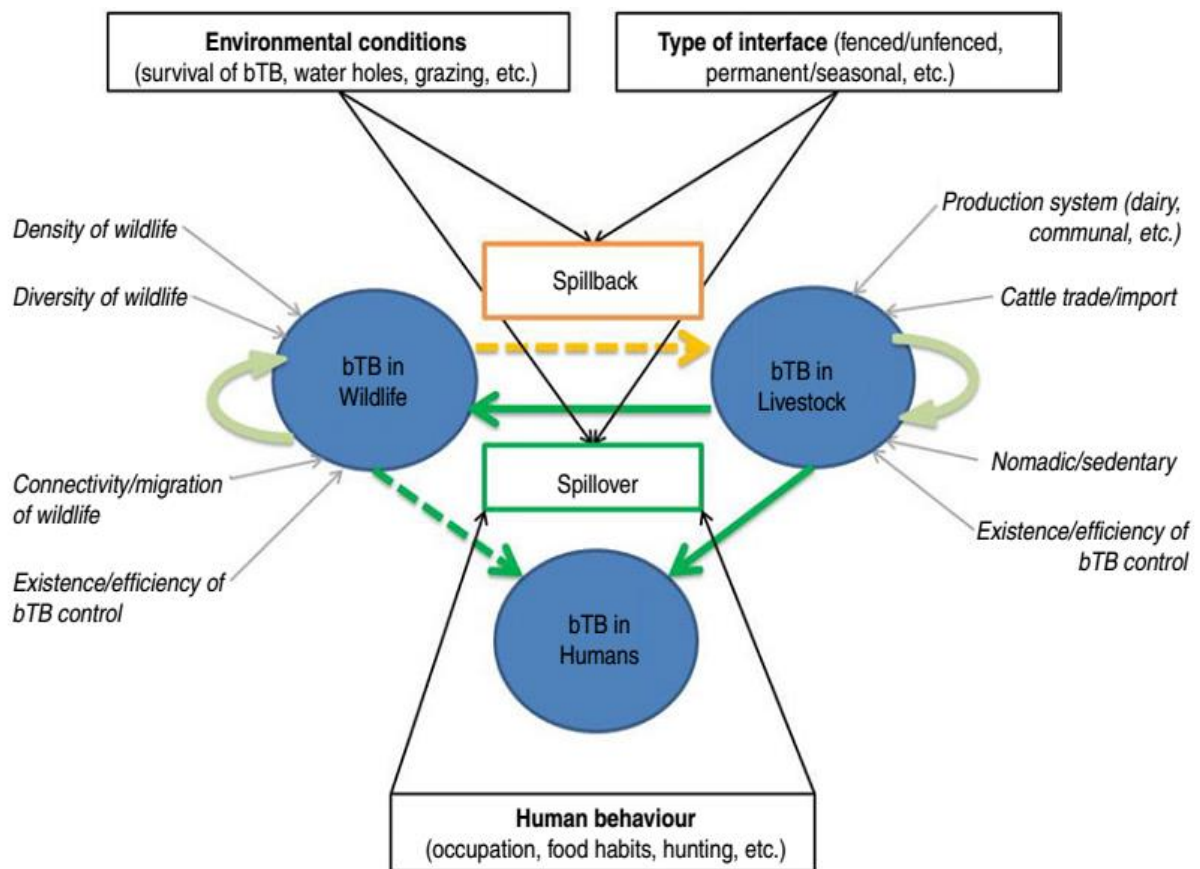 Environmental conditions
(survival of bTB, water holes, grazing, etc.)
Type of interface (fenced/unfenced,
permanent/seasonal, etc.)
Density of wildlife
Diversity of wildlife
Production system (dairy,
communal, etc.)
Cattle trade/import
Spillback
bTB in
Wildlife
bTB in
Livestock
Spillover
Connectivity/migration
of wildlife
Existence/efficiency of
bTB control
Nomadic/sedentary
Existence/efficiency of
bTB control
bTB in
Humans
Human behaviour
(occupation, food habits, hunting, etc.)